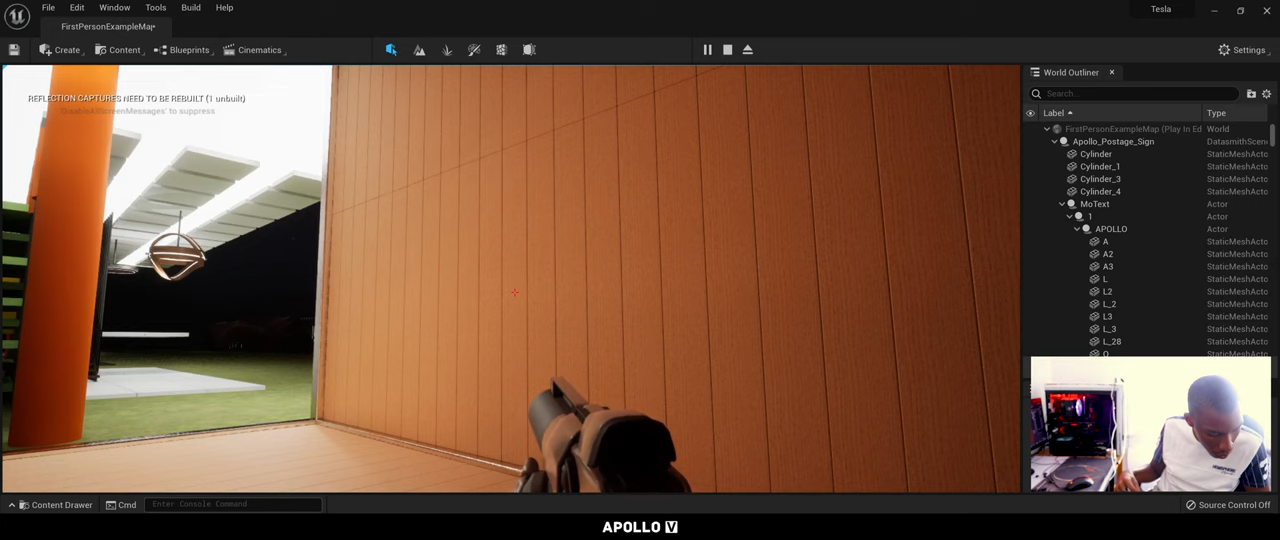 File Edit Window Tools Build Help
Tesla
FirstPersonExampleMap•
Create Content Blueprints Cinematics Settings
REFLECTION CAPTURES NEED TO BE REBUILT (1 unbuilt)
'DisableAllScreenMessages' to suppress
World Outliner
Search...
Label Type
FirstPersonExampleMap (Play In Ed World
Apollo_Postage_Sign DatasmithScen
Cylinder StaticMeshActo
Cylinder_1 StaticMeshActo
Cylinder_3 StaticMeshActo
Cylinder_4 StaticMeshActo
MoText Actor
1 Actor
APOLLO Actor
A StaticMeshActo
A2 StaticMeshActo
A3 StaticMeshActo
L StaticMeshActo
L2 StaticMeshActo
L_2 StaticMeshActo
L3 StaticMeshActo
L_3 StaticMeshActo
L_28 StaticMeshActo
O StaticMeshActo
Content Drawer Cmd Enter Console Command Source Control Off
APOLLO V